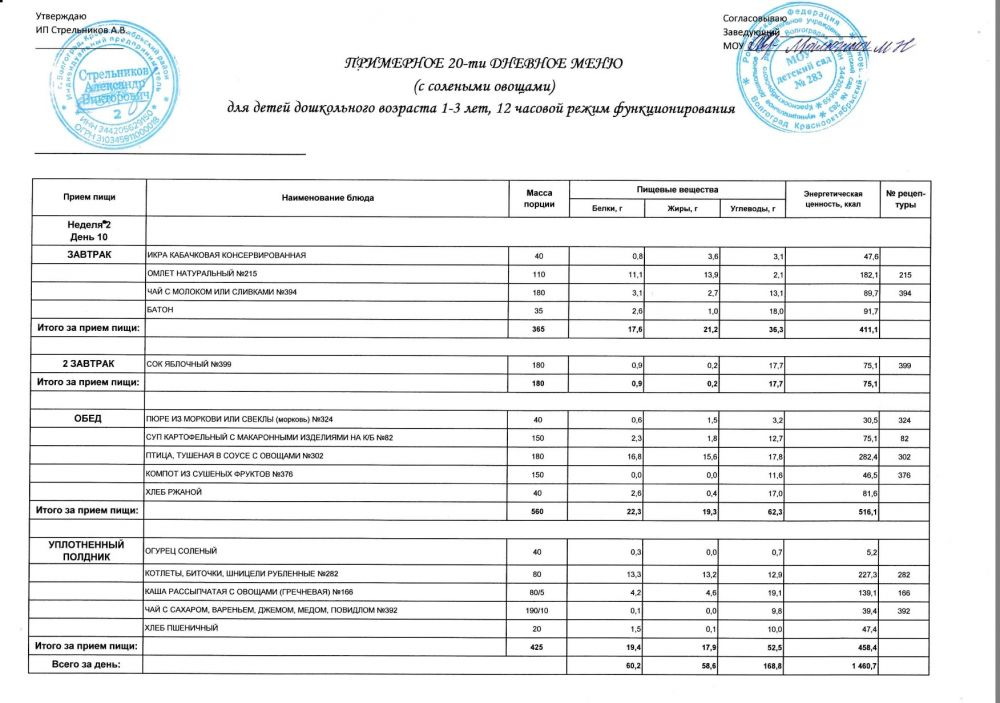 Утверждаю
ИП Стрельников А.В.
Согласовываю
Заведующий
МОУ
Стрельников
Александр
Викторович
ИНН 344205629150
ОГРН 310345911000018
МОУ
детский сад
№ 283
ПРИМЕРНОЕ 20-ти ДНЕВНОЕ МЕНЮ
(с солеными овощами)
для детей дошкольного возраста 1-3 лет, 12 часовой режим функционирования
Прием пищи Наименование блюда Масса порции Пищевые вещества Энергетическая ценность, ккал № рецеп-туры
Белки, г Жиры, г Углеводы, г
Неделя 2
День 10
ЗАВТРАК ИКРА КАБАЧКОВАЯ КОНСЕРВИРОВАННАЯ 40 0,8 3,6 3,1 47,6
ОМЛЕТ НАТУРАЛЬНЫЙ №215 110 11,1 13,9 2,1 182,1 215
ЧАЙ С МОЛОКОМ ИЛИ СЛИВКАМИ №394 180 3,1 2,7 13,1 89,7 394
БАТОН 35 2,6 1,0 18,0 91,7
Итого за прием пищи: 365 17,6 21,2 36,3 411,1
2 ЗАВТРАК СОК ЯБЛОЧНЫЙ №399 180 0,9 0,2 17,7 75,1 399
Итого за прием пищи: 180 0,9 0,2 17,7 75,1
ОБЕД ПЮРЕ ИЗ МОРКОВИ ИЛИ СВЕКЛЫ (морковь) №324 40 0,6 1,5 3,2 30,5 324
СУП КАРТОФЕЛЬНЫЙ С МАКАРОННЫМИ ИЗДЕЛИЯМИ НА К/Б №82 150 2,3 1,8 12,7 75,1 82
ПТИЦА, ТУШЕНАЯ В СОУСЕ С ОВОЩАМИ №302 180 16,8 15,6 17,8 282,4 302
КОМПОТ ИЗ СУШЕНЫХ ФРУКТОВ №376 150 0,0 0,0 11,6 46,5 376
ХЛЕБ РЖАНОЙ 40 2,6 0,4 17,0 81,6
Итого за прием пищи: 560 22,3 19,3 62,3 516,1
УПЛОТНЕННЫЙ ПОЛДНИК ОГУРЕЦ СОЛЕНЫЙ 40 0,3 0,0 0,7 5,2
КОТЛЕТЫ, БИТОЧКИ, ШНИЦЕЛИ РУБЛЕННЫЕ №282 80 13,3 13,2 12,9 227,3 282
КАША РАССЫПЧАТАЯ С ОВОЩАМИ (ГРЕЧНЕВАЯ) №166 80/5 4,2 4,6 19,1 139,1 166
ЧАЙ С САХАРОМ, ВАРЕНЬЕМ, ДЖЕМОМ, МЕДОМ, ПОВИДЛОМ №392 190/10 0,1 0,0 9,8 39,4 392
ХЛЕБ ПШЕНИЧНЫЙ 20 1,5 0,1 10,0 47,4
Итого за прием пищи: 425 19,4 17,9 52,5 458,4
Всего за день: 60,2 58,6 168,8 1 460,7